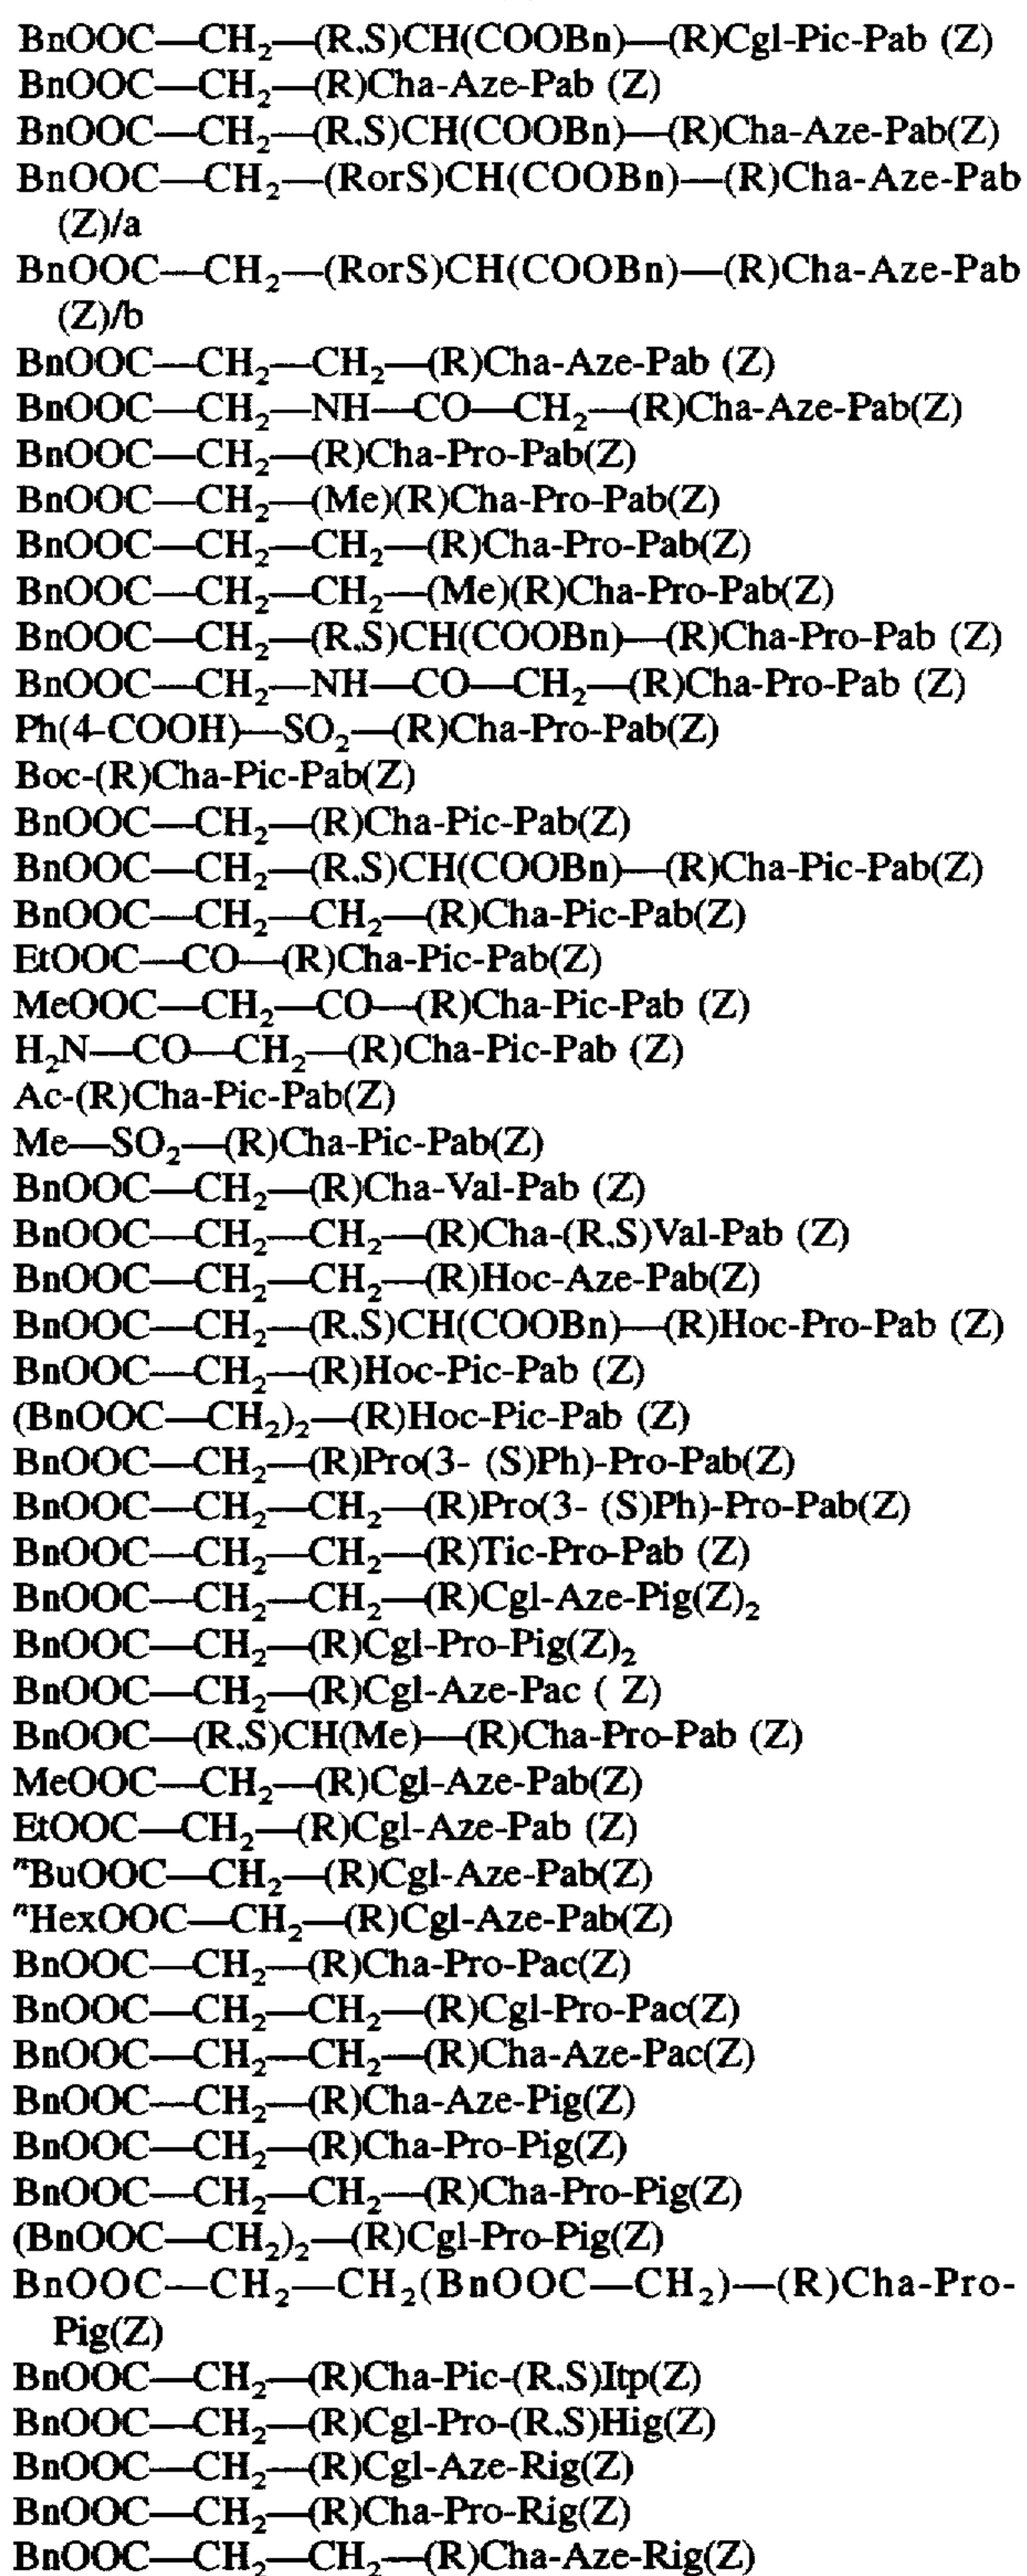 BnOOC—CH₂—(R,S)CH(COOBn)—(R)Cgl-Pic-Pab (Z)
BnOOC—CH₂—(R)Cha-Aze-Pab (Z)
BnOOC—CH₂—(R,S)CH(COOBn)—(R)Cha-Aze-Pab(Z)
BnOOC—CH₂—(RorS)CH(COOBn)—(R)Cha-Aze-Pab
(Z)/a
BnOOC—CH₂—(RorS)CH(COOBn)—(R)Cha-Aze-Pab
(Z)/b
BnOOC—CH₂—CH₂—(R)Cha-Aze-Pab (Z)
BnOOC—CH₂—NH—CO—CH₂—(R)Cha-Aze-Pab(Z)
BnOOC—CH₂—(R)Cha-Pro-Pab(Z)
BnOOC—CH₂—(Me)(R)Cha-Pro-Pab(Z)
BnOOC—CH₂—CH₂—(R)Cha-Pro-Pab(Z)
BnOOC—CH₂—CH₂—(Me)(R)Cha-Pro-Pab(Z)
BnOOC—CH₂—(R,S)CH(COOBn)—(R)Cha-Pro-Pab (Z)
BnOOC—CH₂—NH—CO—CH₂—(R)Cha-Pro-Pab (Z)
Ph(4-COOH)—SO₂—(R)Cha-Pro-Pab(Z)
Boc-(R)Cha-Pic-Pab(Z)
BnOOC—CH₂—(R)Cha-Pic-Pab(Z)
BnOOC—CH₂—(R,S)CH(COOBn)—(R)Cha-Pic-Pab(Z)
BnOOC—CH₂—CH₂—(R)Cha-Pic-Pab(Z)
EtOOC—CO—(R)Cha-Pic-Pab(Z)
MeOOC—CH₂—CO—(R)Cha-Pic-Pab (Z)
H₂N—CO—CH₂—(R)Cha-Pic-Pab (Z)
Ac-(R)Cha-Pic-Pab(Z)
Me—SO₂—(R)Cha-Pic-Pab(Z)
BnOOC—CH₂—(R)Cha-Val-Pab (Z)
BnOOC—CH₂—CH₂—(R)Cha-(R,S)Val-Pab (Z)
BnOOC—CH₂—CH₂—(R)Hoc-Aze-Pab(Z)
BnOOC—CH₂—(R,S)CH(COOBn)—(R)Hoc-Pro-Pab (Z)
BnOOC—CH₂—(R)Hoc-Pic-Pab (Z)
(BnOOC—CH₂)₂—(R)Hoc-Pic-Pab (Z)
BnOOC—CH₂—(R)Pro(3- (S)Ph)-Pro-Pab(Z)
BnOOC—CH₂—CH₂—(R)Pro(3- (S)Ph)-Pro-Pab(Z)
BnOOC—CH₂—CH₂—(R)Tic-Pro-Pab (Z)
BnOOC—CH₂—CH₂—(R)Cgl-Aze-Pig(Z)₂
BnOOC—CH₂—(R)Cgl-Pro-Pig(Z)₂
BnOOC—CH₂—(R)Cgl-Aze-Pac ( Z)
BnOOC—(R,S)CH(Me)—(R)Cha-Pro-Pab (Z)
MeOOC—CH₂—(R)Cgl-Aze-Pab(Z)
EtOOC—CH₂—(R)Cgl-Aze-Pab (Z)
ⁿBuOOC—CH₂—(R)Cgl-Aze-Pab(Z)
ⁿHexOOC—CH₂—(R)Cgl-Aze-Pab(Z)
BnOOC—CH₂—(R)Cha-Pro-Pac(Z)
BnOOC—CH₂—CH₂—(R)Cgl-Pro-Pac(Z)
BnOOC—CH₂—CH₂—(R)Cha-Aze-Pac(Z)
BnOOC—CH₂—(R)Cha-Aze-Pig(Z)
BnOOC—CH₂—(R)Cha-Pro-Pig(Z)
BnOOC—CH₂—CH₂—(R)Cha-Pro-Pig(Z)
(BnOOC—CH₂)₂—(R)Cgl-Pro-Pig(Z)
BnOOC—CH₂—CH₂(BnOOC—CH₂)—(R)Cha-Pro-
Pig(Z)
BnOOC—CH₂—(R)Cha-Pic-(R,S)Itp(Z)
BnOOC—CH₂—(R)Cgl-Pro-(R,S)Hig(Z)
BnOOC—CH₂—(R)Cgl-Aze-Rig(Z)
BnOOC—CH₂—(R)Cha-Pro-Rig(Z)
BnOOC—CH₂—CH₂—(R)Cha-Aze-Rig(Z)